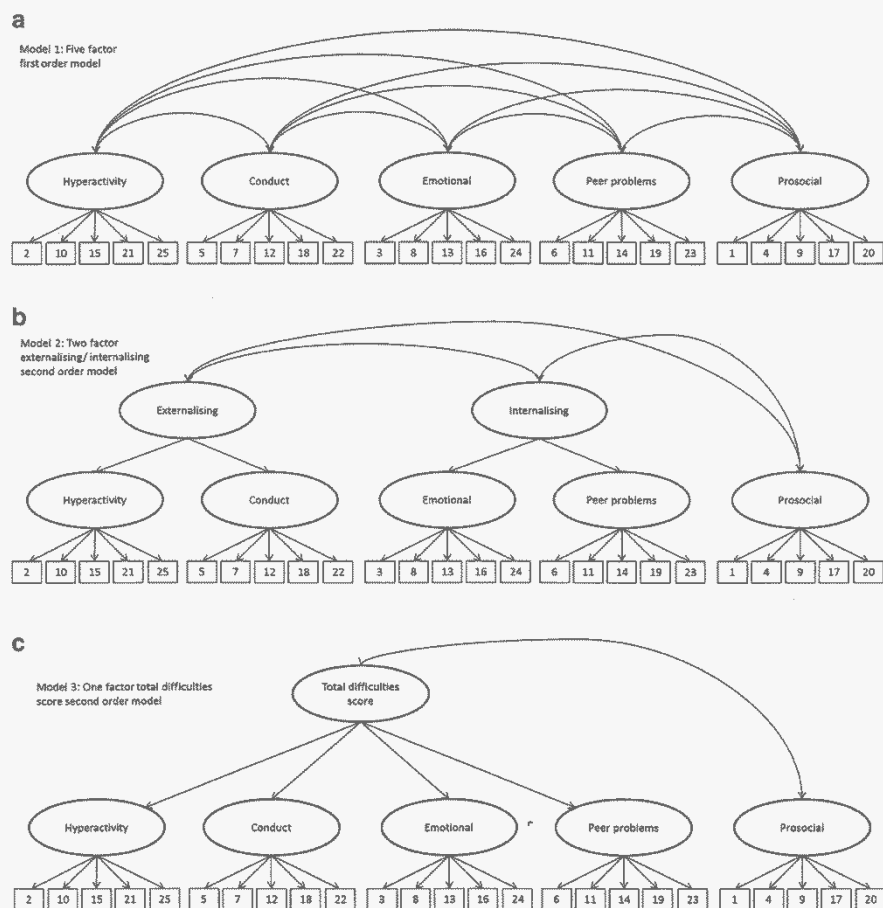 a
Model 1: Five factor
first order model
Hyperactivity Conduct Emotional Peer problems Prosocial
2 10 15 21 25 5 7 12 18 22 3 8 13 16 24 6 11 14 19 23 1 4 9 17 20
b
Model 2: Two factor
externalising/internalising
second order model
Externalising Internalising
Hyperactivity Conduct Emotional Peer problems Prosocial
2 10 15 21 25 5 7 12 18 22 3 8 13 16 24 6 11 14 19 23 1 4 9 17 20
c
Model 3: One factor total difficulties
score second order model
Total difficulties
score
Hyperactivity Conduct Emotional Peer problems Prosocial
2 10 15 21 25 5 7 12 18 22 3 8 13 16 24 6 11 14 19 23 1 4 9 17 20